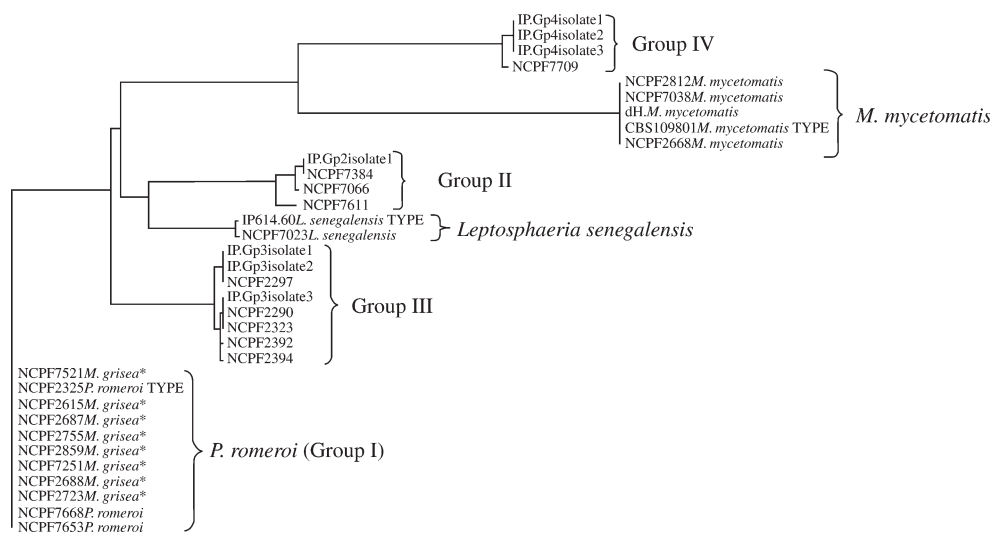 IP.Gp4isolate1
IP.Gp4isolate2
IP.Gp4isolate3
NCPF7709
Group IV
NCPF2812M. mycetomatis
NCPF7038M. mycetomatis
dH.M. mycetomatis
CBS109801M. mycetomatis TYPE
NCPF2668M. mycetomatis
M. mycetomatis
IP.Gp2isolate1
NCPF7384
NCPF7066
NCPF7611
Group II
IP614.60L. senegalensis TYPE
NCPF7023L. senegalensis
Leptosphaeria senegalensis
IP.Gp3isolate1
IP.Gp3isolate2
NCPF2297
IP.Gp3isolate3
NCPF2290
NCPF2323
NCPF2392
NCPF2394
Group III
NCPF7521M. grisea*
NCPF2325P. romeroi TYPE
NCPF2615M. grisea*
NCPF2687M. grisea*
NCPF2755M. grisea*
NCPF2859M. grisea*
NCPF7251M. grisea*
NCPF2688M. grisea*
NCPF2723M. grisea*
NCPF7668P. romeroi
NCPF7653P. romeroi
P. romeroi (Group I)